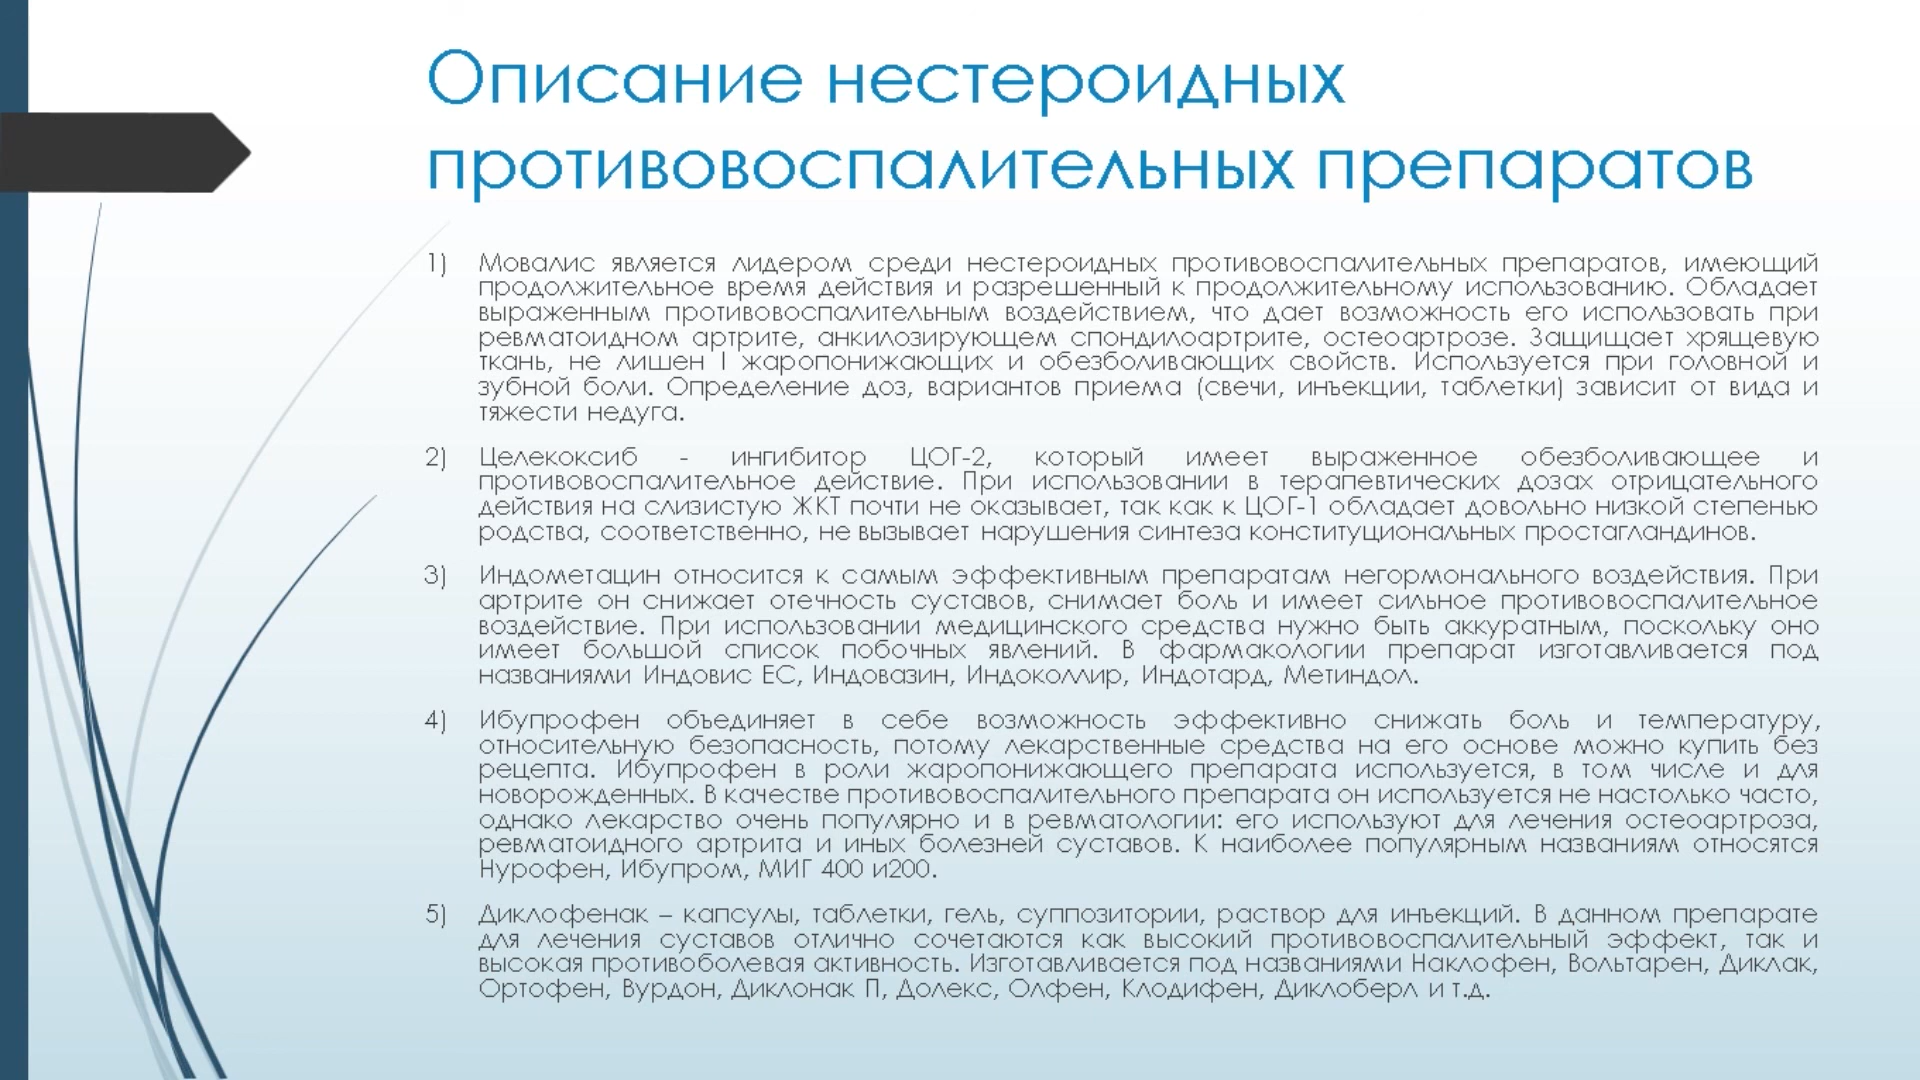 Описание нестероидных
противовоспалительных препаратов
1) Мовалис является лидером среди нестероидных противовоспалительных препаратов, имеющий
продолжительное время действия и разрешенный к продолжительному использованию. Обладает
выраженным противовоспалительным воздействием, что дает возможность его использовать при
ревматоидном артрите, анкилозирующем спондилоартрите, остеоартрозе. Защищает хрящевую
ткань, не лишен I жаропонижающих и обезболивающих свойств. Используется при головной и
зубной боли. Определение доз, вариантов приема (свечи, инъекции, таблетки) зависит от вида и
тяжести недуга.
2) Целекоксиб - ингибитор ЦОГ-2, который имеет выраженное обезболивающее и
противовоспалительное действие. При использовании в терапевтических дозах отрицательного
действия на слизистую ЖКТ почти не оказывает, так как к ЦОГ-1 обладает довольно низкой степенью
родства, соответственно, не вызывает нарушения синтеза конституциональных простагландинов.
3) Индометацин относится к самым эффективным препаратам негормонального воздействия. При
артрите он снижает отечность суставов, снимает боль и имеет сильное противовоспалительное
воздействие. При использовании медицинского средства нужно быть аккуратным, поскольку оно
имеет большой список побочных явлений. В фармакологии препарат изготавливается под
названиями Индовис ЕС, Индовазин, Индоколлир, Индотард, Метиндол.
4) Ибупрофен объединяет в себе возможность эффективно снижать боль и температуру,
относительную безопасность, потому лекарственные средства на его основе можно купить без
рецепта. Ибупрофен в роли жаропонижающего препарата используется, в том числе и для
новорожденных. В качестве противовоспалительного препарата он используется не настолько часто,
однако лекарство очень популярно и в ревматологии: его используют для лечения остеоартроза,
ревматоидного артрита и иных болезней суставов. К наиболее популярным названиям относятся
Нурофен, Ибупром, МИГ 400 и200.
5) Диклофенак – капсулы, таблетки, гель, суппозитории, раствор для инъекций. В данном препарате
для лечения суставов отлично сочетаются как высокий противовоспалительный эффект, так и
высокая противоболевая активность. Изготавливается под названиями Наклофен, Вольтарен, Диклак,
Ортофен, Вурдон, Диклонак П, Долекс, Олфен, Клодифен, Диклоберл и т.д.